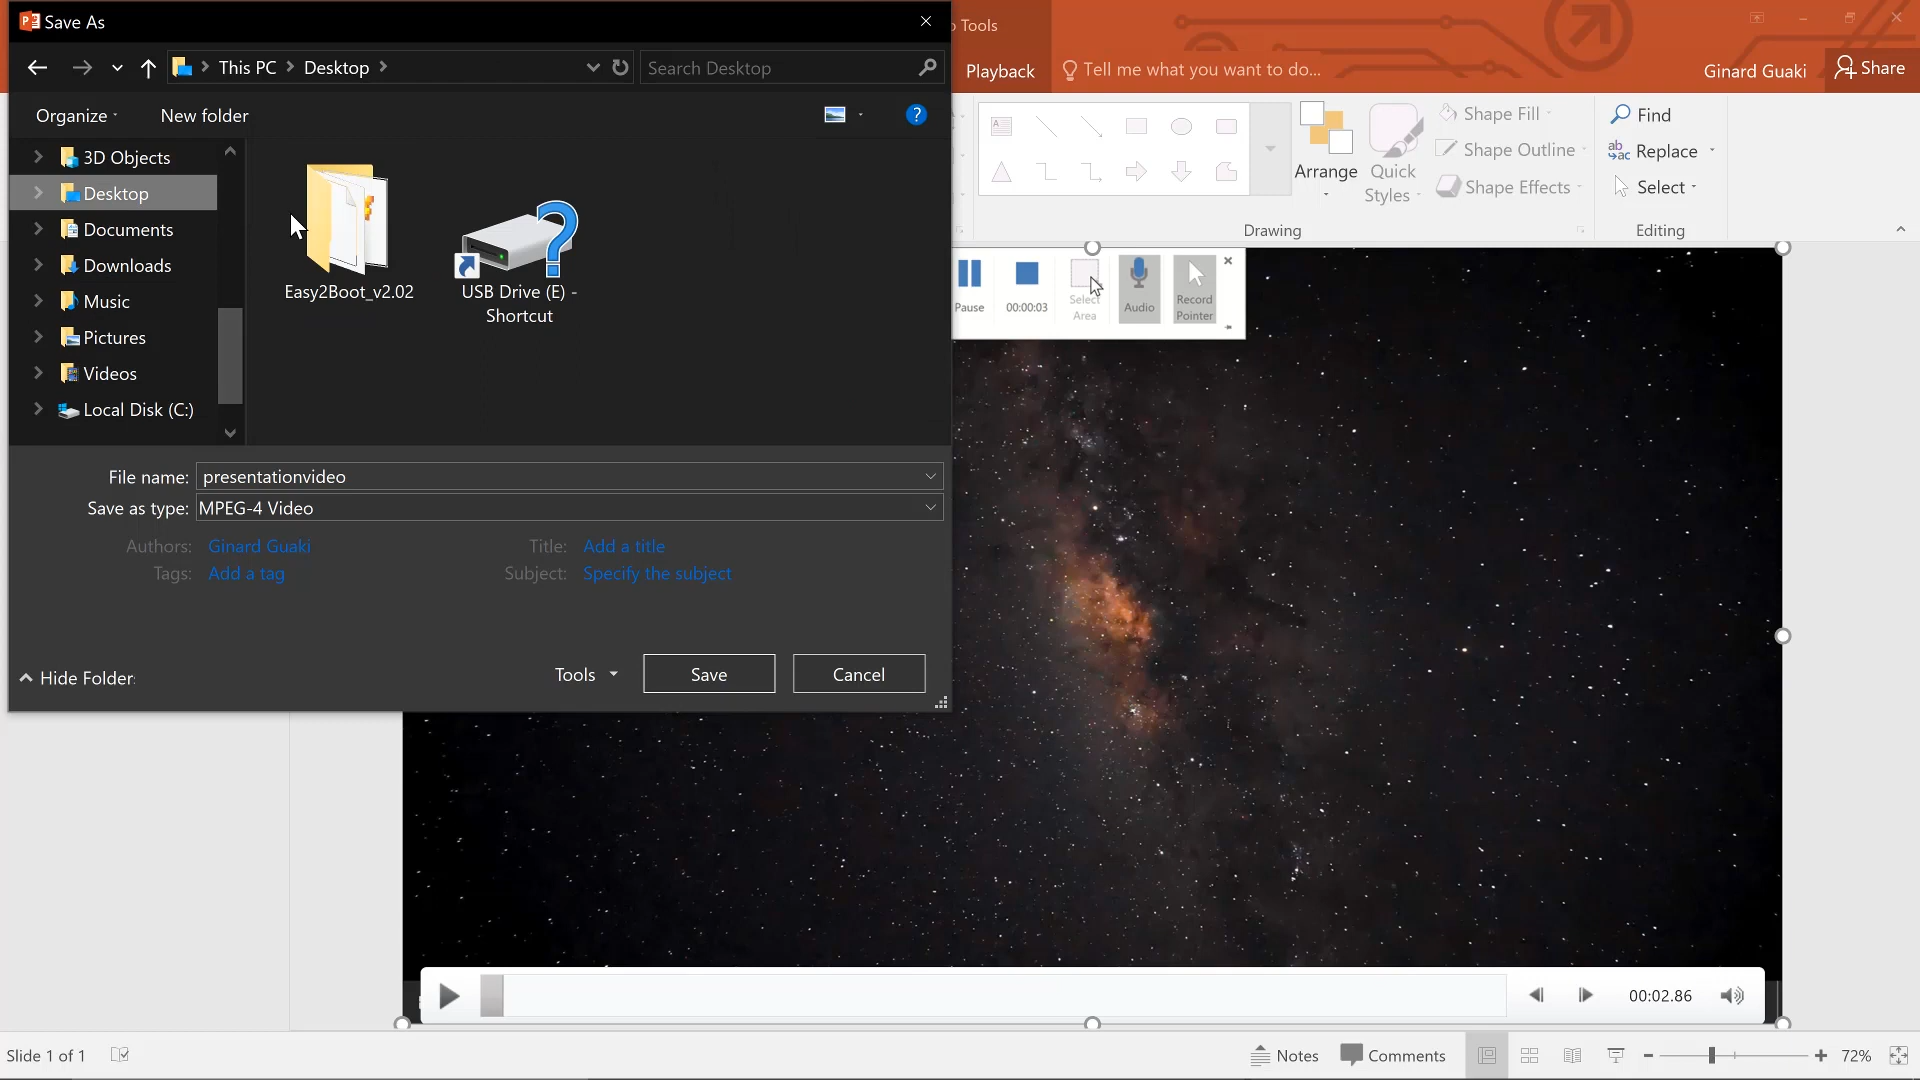 Save As
This PC
Desktop
Search Desktop
Organize
New folder
3D Objects
Desktop
Documents
Downloads
Music
Pictures
Videos
Local Disk (C:)
Easy2Boot_v2.02
USB Drive (E) -
Shortcut
File name: presentationvideo
Save as type: MPEG-4 Video
Authors: Ginard Guaki
Title: Add a title
Tags: Add a tag
Subject: Specify the subject
Hide Folder
Tools
Save
Cancel
Tools
Playback
Tell me what you want to do...
Ginard Guaki
Share
Arrange
Quick
Styles
Shape Fill
Shape Outline
Shape Effects
Drawing
Find
Replace
Select
Editing
Pause
00:00:03
Select
Area
Audio
Record
Pointer
00:02.86
Slide 1 of 1
Notes
Comments
72%